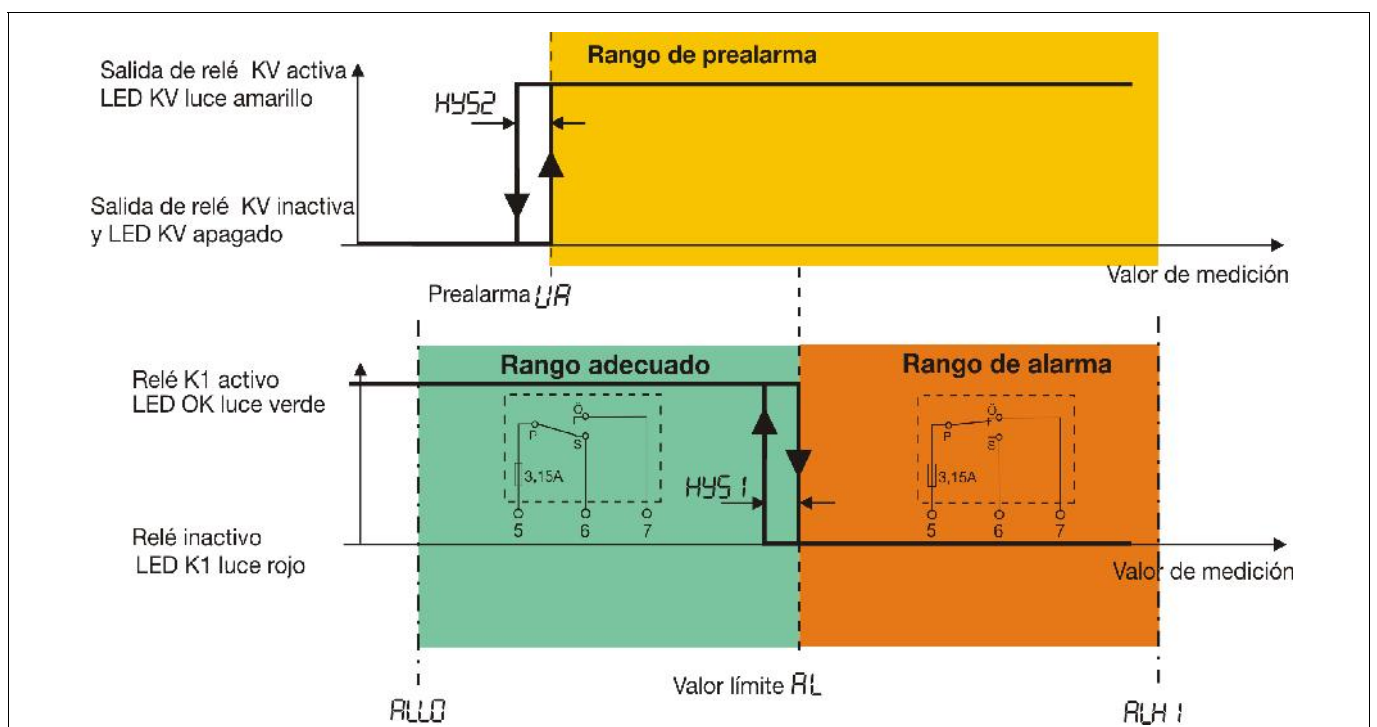 Rango de prealarma
Salida de relé KV activa
LED KV luce amarillo
HYS2
Salida de relé KV inactiva
y LED KV apagado
Valor de medición
Prealarma VA
Rango adecuado
Rango de alarma
Relé K1 activo
LED OK luce verde
Ö
P
S
3,15A
5 6 7
Ö
P
S
3,15A
5 6 7
HYS1
Relé inactivo
LED K1 luce rojo
Valor de medición
Valor límite AL
ALLO
ALHI